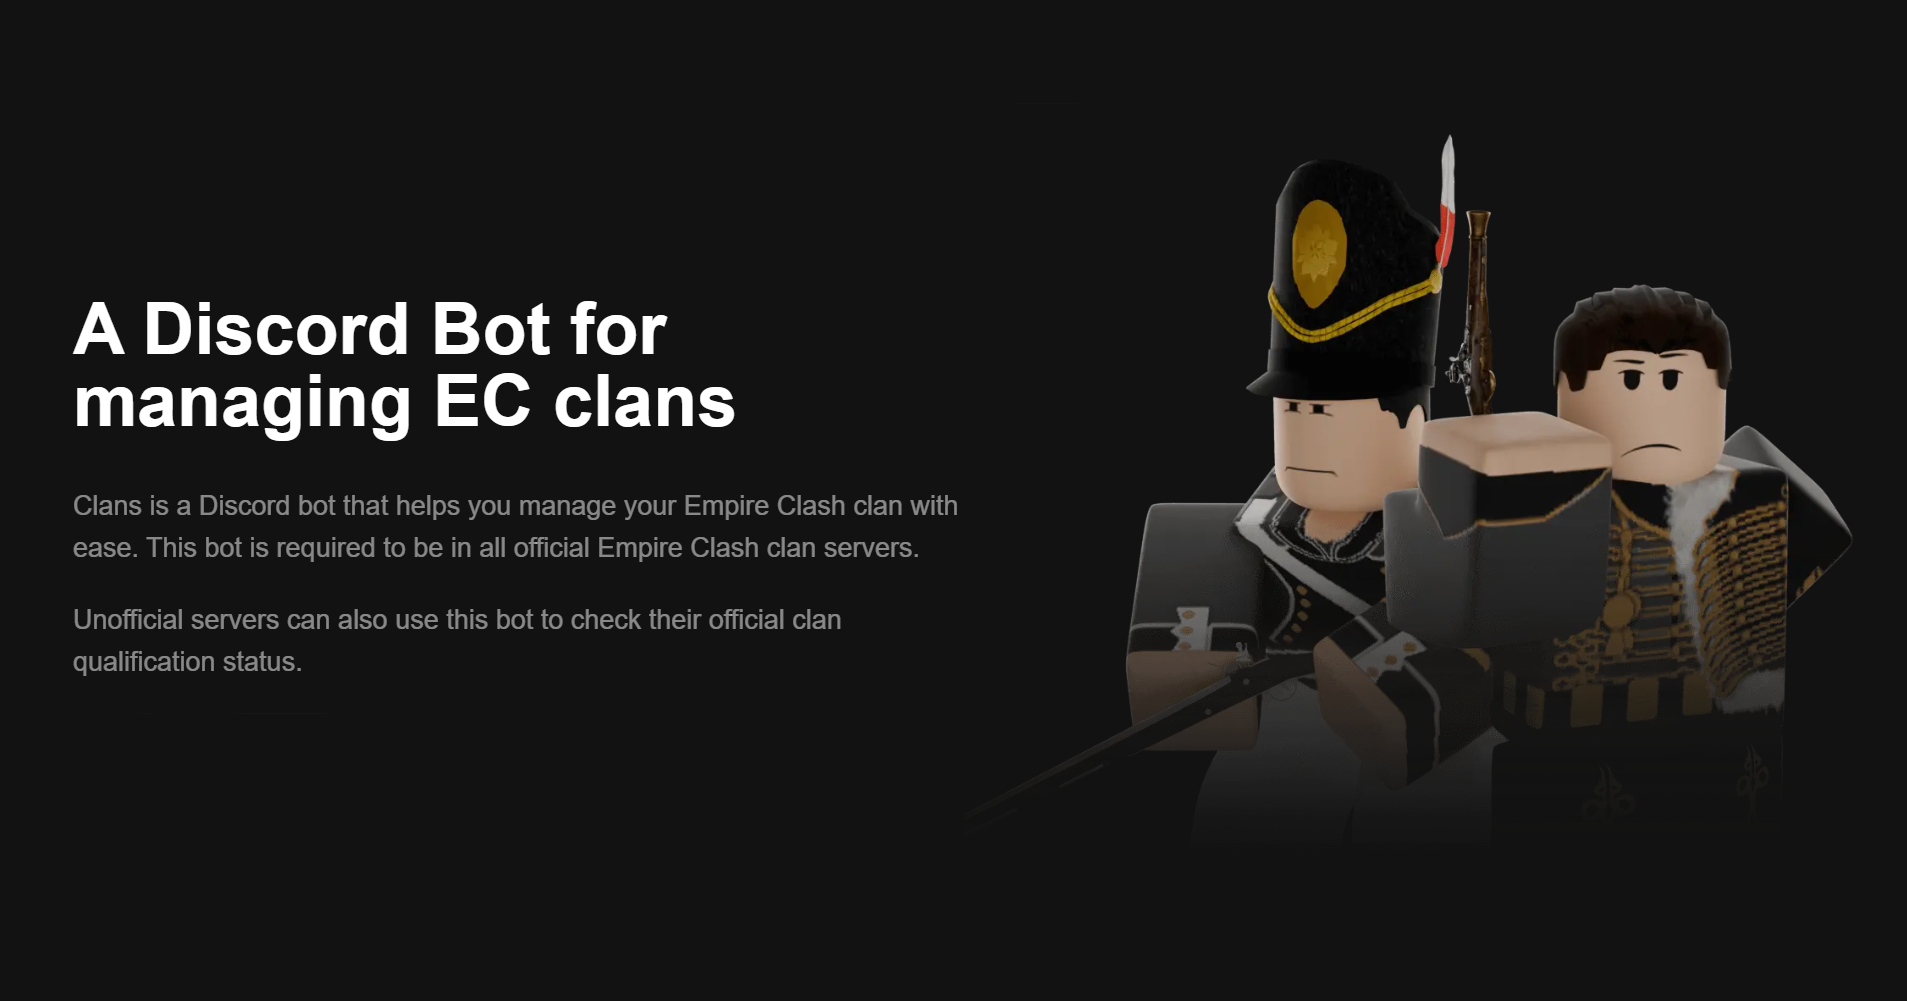 A Discord Bot for
managing EC clans
Clans is a Discord bot that helps you manage your Empire Clash clan with
ease. This bot is required to be in all official Empire Clash clan servers.
Unofficial servers can also use this bot to check their official clan
qualification status.